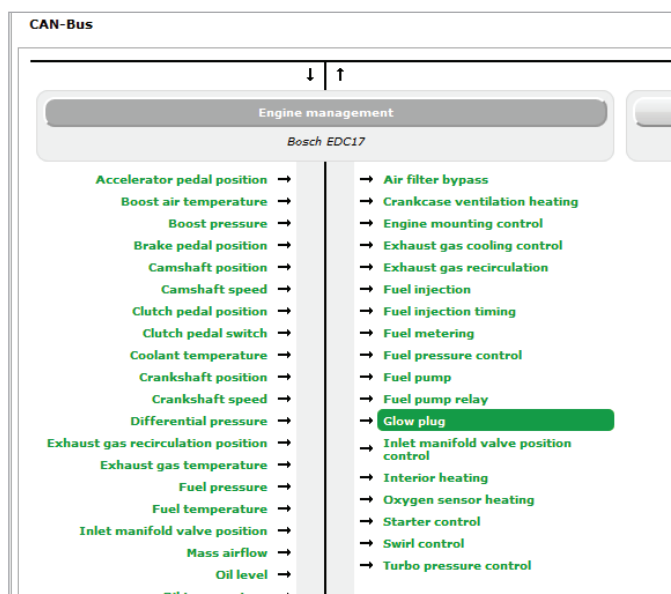 CAN-Bus
Engine management
Bosch EDC17
Accelerator pedal position
Boost air temperature
Boost pressure
Brake pedal position
Camshaft position
Camshaft speed
Clutch pedal position
Clutch pedal switch
Coolant temperature
Crankshaft position
Crankshaft speed
Differential pressure
Exhaust gas recirculation position
Exhaust gas temperature
Fuel pressure
Fuel temperature
Inlet manifold valve position
Mass airflow
Oil level
Air filter bypass
Crankcase ventilation heating
Engine mounting control
Exhaust gas cooling control
Exhaust gas recirculation
Fuel injection
Fuel injection timing
Fuel metering
Fuel pressure control
Fuel pump
Fuel pump relay
Glow plug
Inlet manifold valve position
control
Interior heating
Oxygen sensor heating
Starter control
Swirl control
Turbo pressure control